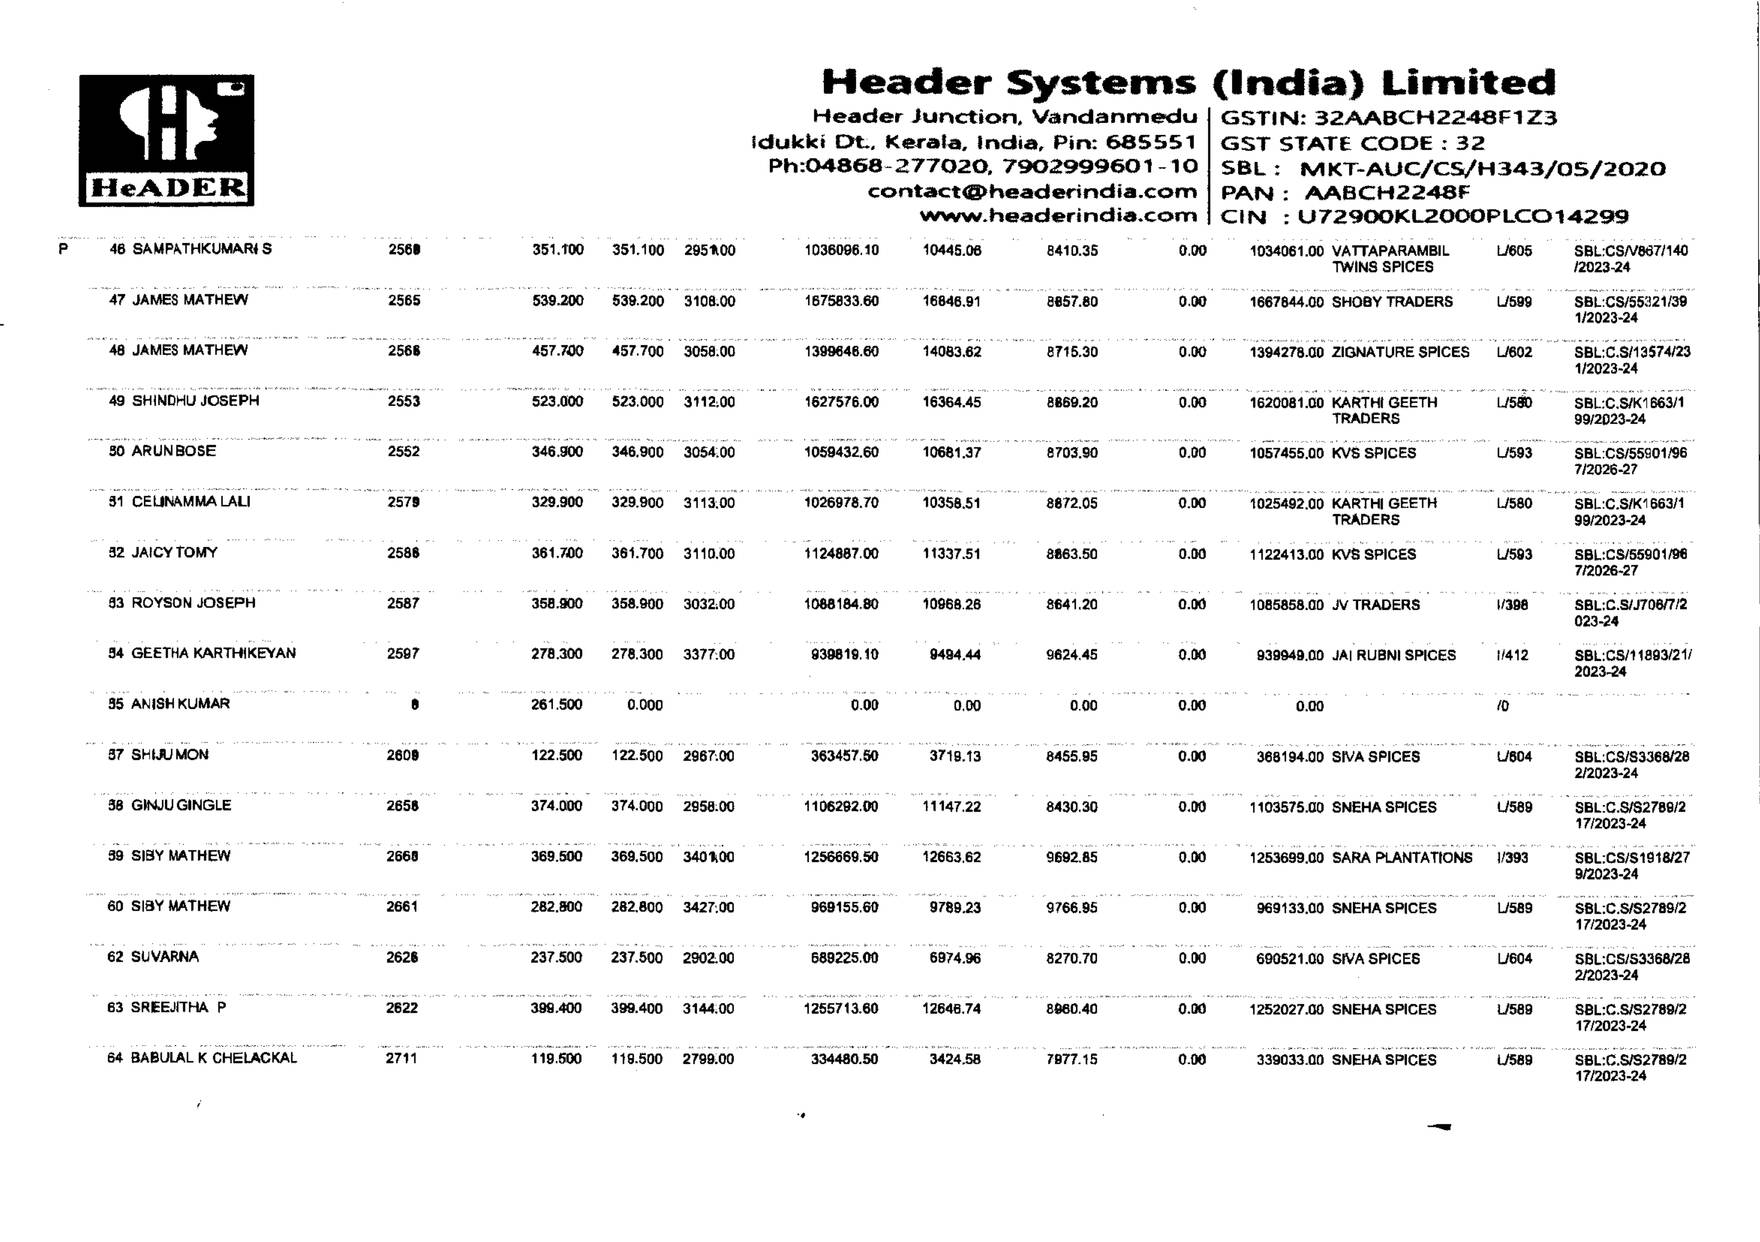 HeADER
Header Systems (India) Limited
Header Junction, Vandanmedu
Idukki Dt., Kerala, India, Pin: 685551
Ph:04868-277020, 7902999601-10
contact@headerindia.com
www.headerindia.com
GSTIN: 32AABCH2248F1Z3
GST STATE CODE : 32
SBL : MKT-AUC/CS/H343/05/2020
PAN : AABCH2248F
CIN : U72900KL2000PLCO14299
P 46 SAMPATHKUMARI S 2568 351.100 351.100 2951.00 1036096.10 10445.06 8410.35 0.00 1034061.00 VATTAPARAMBIL L/605 SBL:CS/V867/140
TWINS SPICES /2023-24
47 JAMES MATHEW 2565 539.200 539.200 3108.00 1675833.60 16846.91 8857.80 0.00 1667844.00 SHOBY TRADERS L/599 SBL:CS/55321/39
1/2023-24
48 JAMES MATHEW 2566 457.700 457.700 3058.00 1399646.60 14083.62 8715.30 0.00 1394278.00 ZIGNATURE SPICES L/602 SBL:C.S/13574/23
1/2023-24
49 SHINDHU JOSEPH 2553 523.000 523.000 3112.00 1627576.00 16364.45 8869.20 0.00 1620081.00 KARTHI GEETH L/580 SBL:C.S/K1663/1
TRADERS 99/2023-24
50 ARUN BOSE 2552 346.900 346.900 3054.00 1059432.60 10681.37 8703.90 0.00 1057455.00 KVS SPICES L/593 SBL:CS/55901/96
7/2026-27
51 CELINAMMA LALI 2579 329.900 329.900 3113.00 1026978.70 10358.51 8872.05 0.00 1025492.00 KARTHI GEETH L/580 SBL:C.S/K1663/1
TRADERS 99/2023-24
52 JAICY TOMY 2586 361.700 361.700 3110.00 1124887.00 11337.51 8863.50 0.00 1122413.00 KVS SPICES L/593 SBL:CS/55901/96
7/2026-27
53 ROYSON JOSEPH 2587 358.900 358.900 3032.00 1088184.80 10968.26 8641.20 0.00 1085858.00 JV TRADERS I/398 SBL:C.S/J706/7/2
023-24
54 GEETHA KARTHIKEYAN 2597 278.300 278.300 3377.00 939819.10 9494.44 9624.45 0.00 939949.00 JAI RUBNI SPICES I/412 SBL:CS/11893/21/
2023-24
55 ANISH KUMAR 0 261.500 0.000 0.00 0.00 0.00 0.00 0.00 /0
57 SHIJU MON 2609 122.500 122.500 2967.00 363457.50 3719.13 8455.95 0.00 368194.00 SIVA SPICES L/604 SBL:CS/S3368/28
2/2023-24
58 GINJU GINGLE 2658 374.000 374.000 2958.00 1106292.00 11147.22 8430.30 0.00 1103575.00 SNEHA SPICES L/589 SBL:C.S/S2789/2
17/2023-24
59 SIBY MATHEW 2660 369.500 369.500 3401.00 1256669.50 12663.62 9692.85 0.00 1253699.00 SARA PLANTATIONS I/393 SBL:CS/S1918/27
9/2023-24
60 SIBY MATHEW 2661 282.800 282.800 3427.00 969155.60 9789.23 9766.95 0.00 969133.00 SNEHA SPICES L/589 SBL:C.S/S2789/2
17/2023-24
62 SUVARNA 2626 237.500 237.500 2902.00 689225.00 6974.96 8270.70 0.00 690521.00 SIVA SPICES L/604 SBL:CS/S3368/28
2/2023-24
63 SREEJITHA P 2622 399.400 399.400 3144.00 1255713.60 12646.74 8960.40 0.00 1252027.00 SNEHA SPICES L/589 SBL:C.S/S2789/2
17/2023-24
64 BABULAL K CHELACKAL 2711 119.500 119.500 2799.00 334480.50 3424.58 7977.15 0.00 339033.00 SNEHA SPICES L/589 SBL:C.S/S2789/2
17/2023-24